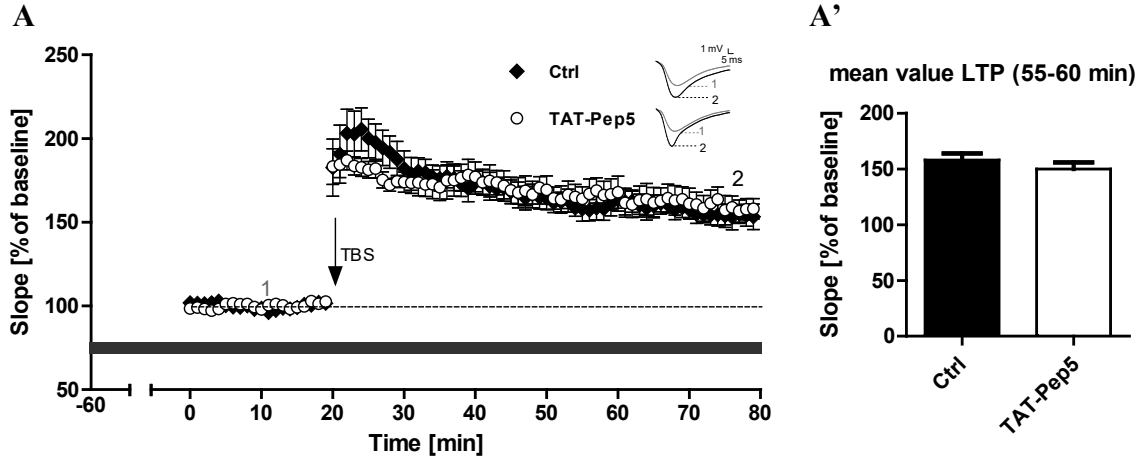 A
Slope [%of baseline]
250
200
150
100
50
-60
0
10
20
30
40
50
60
70
80
Time [min]
Ctrl
TAT-Pep5
1 mV
5 ms
1
2
1
2
1
2
TBS
A’
mean value LTP (55-60 min)
Slope [%of baseline]
200
150
100
50
0
Ctrl
TAT-Pep5